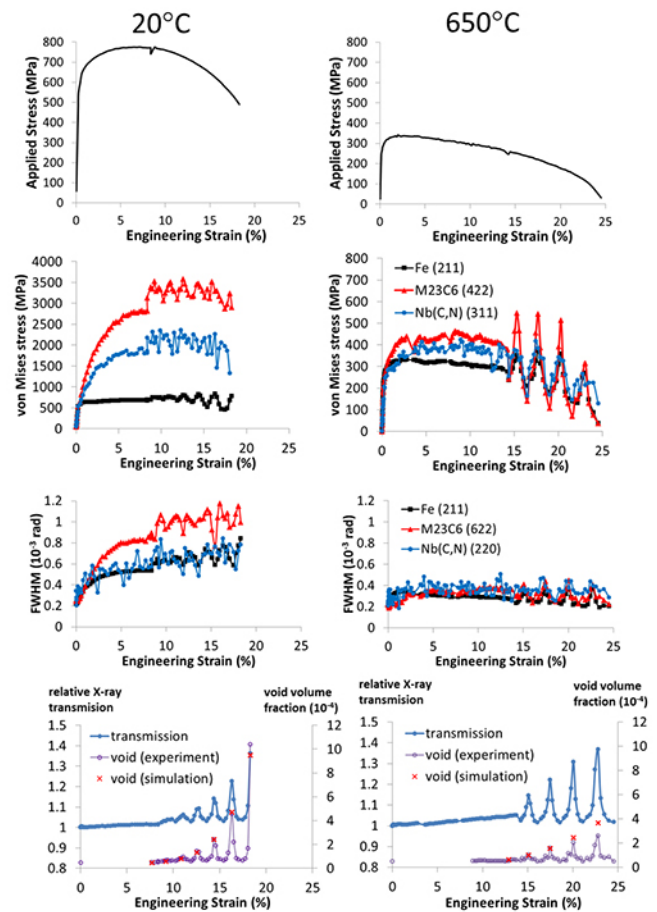 20°C
650°C
Applied Stress (MPa)
800
700
600
500
400
300
200
100
0
0 5 10 15 20 25
Engineering Strain (%)
Applied Stress (MPa)
800
700
600
500
400
300
200
100
0
0 5 10 15 20 25
Engineering Strain (%)
von Mises stress (MPa)
4000
3500
3000
2500
2000
1500
1000
500
0
0 5 10 15 20 25
Engineering Strain (%)
von Mises stress (MPa)
800
700
600
500
400
300
200
100
0
Fe (211)
M23C6 (422)
Nb(C,N) (311)
0 5 10 15 20 25
Engineering Strain (%)
FWHM (10⁻³ rad)
1.2
1
0.8
0.6
0.4
0.2
0
0 5 10 15 20 25
Engineering Strain (%)
FWHM (10⁻³ rad)
1.2
1
0.8
0.6
0.4
0.2
0
Fe (211)
M23C6 (622)
Nb(C,N) (220)
0 5 10 15 20 25
Engineering Strain (%)
relative X-ray
transmision
void volume
fraction (10⁻⁴)
1.5
1.4
1.3
1.2
1.1
1
0.9
0.8
transmission
void (experiment)
void (simulation)
12
10
8
6
4
2
0
0 5 10 15 20 25
Engineering Strain (%)
relative X-ray
transmission
void volume
fraction (10⁻⁴)
1.5
1.4
1.3
1.2
1.1
1
0.9
0.8
transmission
void (experiment)
void (simulation)
12
10
8
6
4
2
0
0 5 10 15 20 25
Engineering Strain (%)